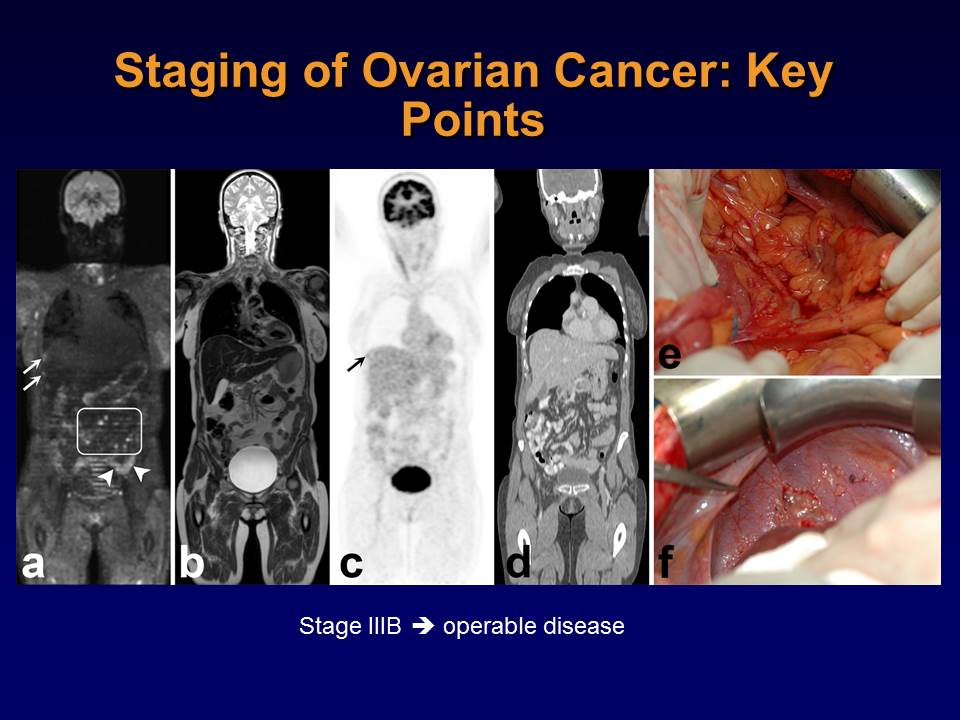 Staging of Ovarian Cancer: Key
Points
a
b
c
d
e
f
Stage IIIB ➔ operable disease